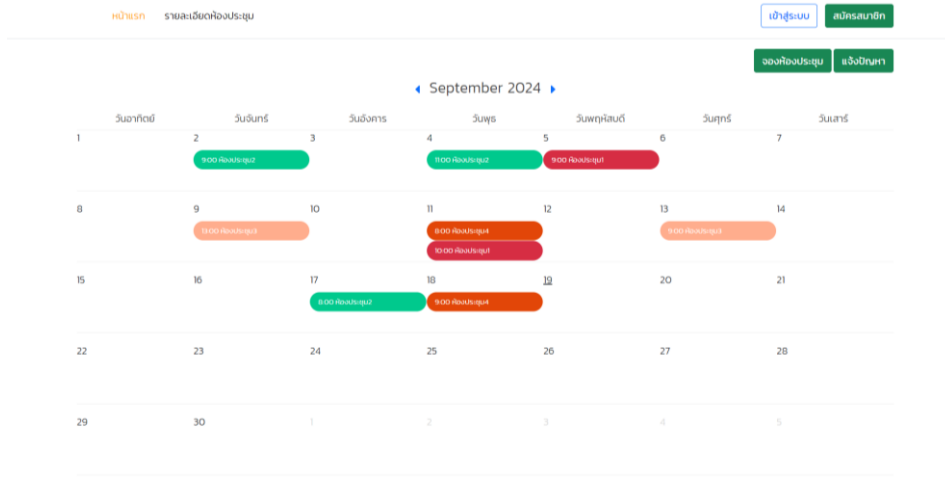 หน้าแรก รายละเอียดห้องประชุม เข้าสู่ระบบ สมัครสมาชิก
จองห้องประชุม แจ้งปัญหา
September 2024
วันอาทิตย์ วันจันทร์ วันอังคาร วันพุธ วันพฤหัสบดี วันศุกร์ วันเสาร์
1 2 3 4 5 6 7
9:00 ห้องประชุม2 11:00 ห้องประชุม2 9:00 ห้องประชุม1
8 9 10 11 12 13 14
13:00 ห้องประชุม3 8:00 ห้องประชุม4 9:00 ห้องประชุม3
10:00 ห้องประชุม1
15 16 17 18 19 20 21
8:00 ห้องประชุม2 9:00 ห้องประชุม4
22 23 24 25 26 27 28
29 30 1 2 3 4 5